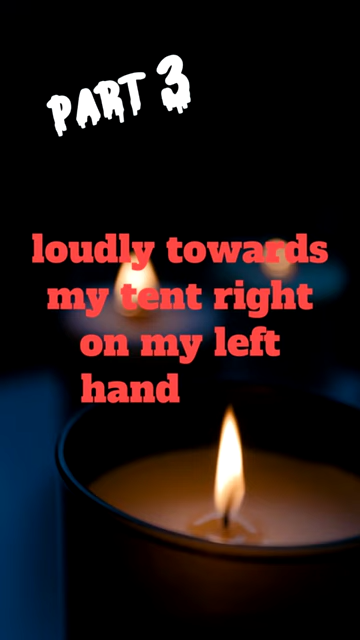 PART 3
loudly towards
my tent right
on my left
hand